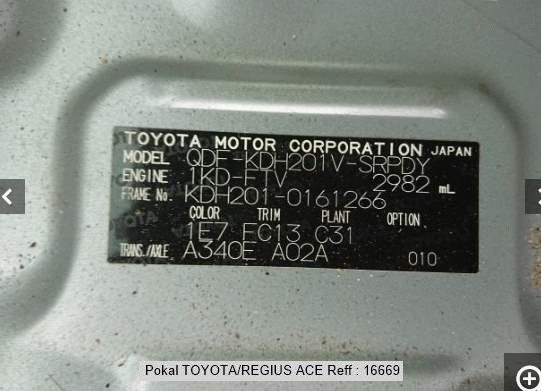 TOYOTA MOTOR CORPORATION JAPAN
MODEL QDF-KDH201V-SRPDY
ENGINE 1KD-FTV 2982 mL
FRAME No. KDH201-0161266
COLOR TRIM PLANT OPTION
1E7 FC13 C31
TRANS./AXLE A340E A02A 010
Pokal TOYOTA/REGIUS ACE Reff : 16669